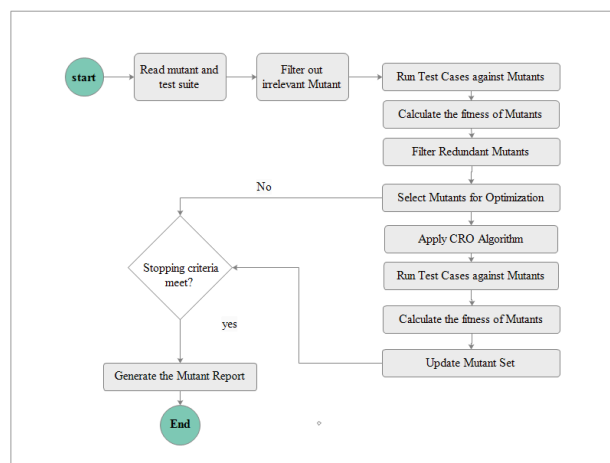 start
Read mutant and
test suite
Filter out
irrelevant Mutant
Run Test Cases against Mutants
Calculate the fitness of Mutants
Filter Redundant Mutants
No
Select Mutants for Optimization
Apply CRO Algorithm
Stopping criteria
meet?
Run Test Cases against Mutants
Calculate the fitness of Mutants
yes
Update Mutant Set
Generate the Mutant Report
End